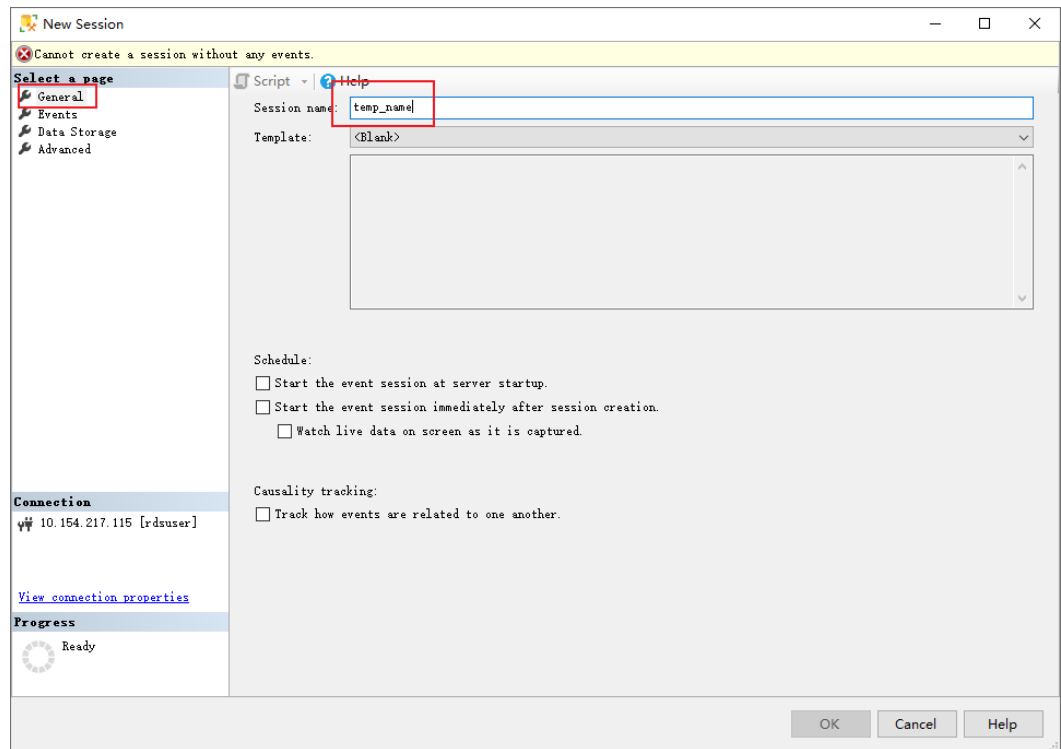 New Session
Cannot create a session without any events.
Select a page
General
Events
Data Storage
Advanced
Script
Help
Session name:
temp_name
Template:
<Blank>
Schedule:
Start the event session at server startup.
Start the event session immediately after session creation.
Watch live data on screen as it is captured.
Causality tracking:
Track how events are related to one another.
Connection
10.154.217.115 [rdsuser]
View connection properties
Progress
Ready
OK
Cancel
Help